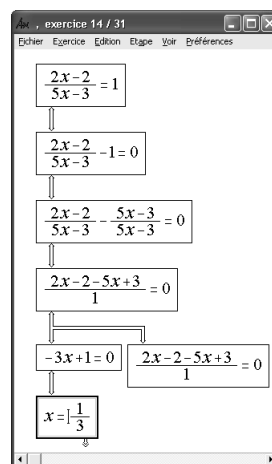 Aℓx . exercice 14 / 31
Fichier Exercice Edition Etape Voir Préférences
(2x-2)/(5x-3) = 1
(2x-2)/(5x-3) -1 = 0
(2x-2)/(5x-3) - (5x-3)/(5x-3) = 0
(2x-2-5x+3)/1 = 0
-3x+1 = 0 (2x-2-5x+3)/1 = 0
x = 1/3